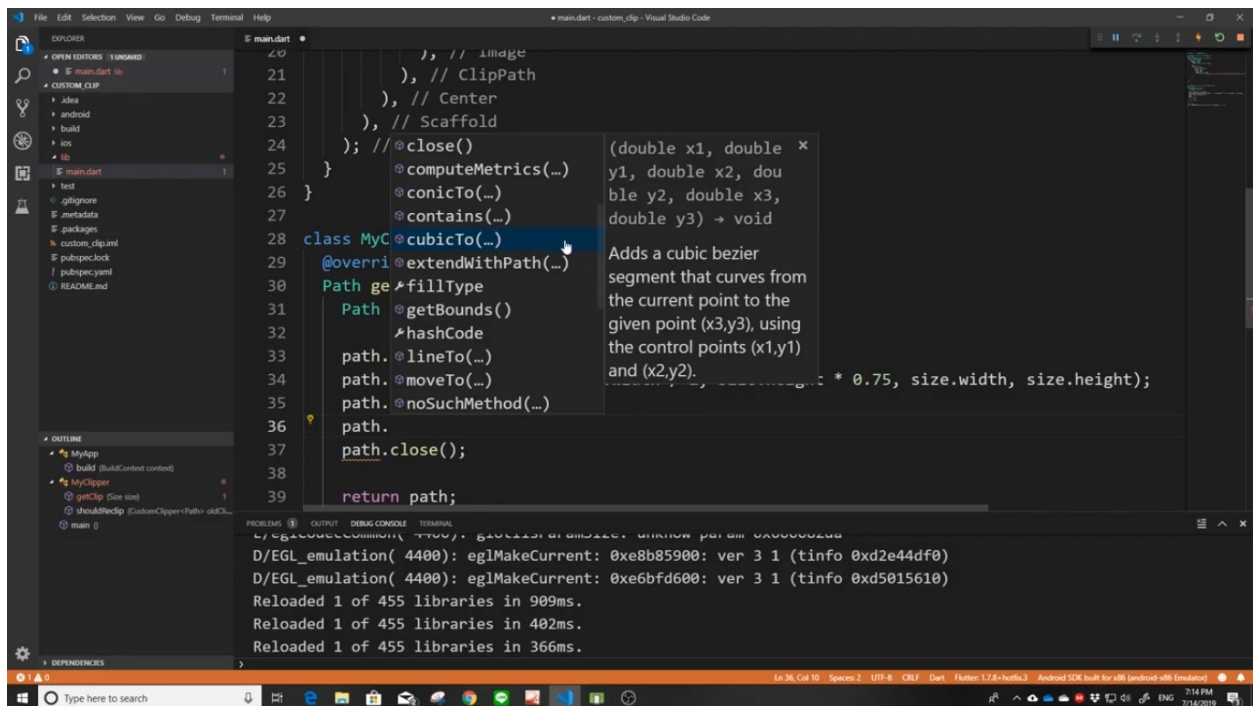 File Edit Selection View Go Debug Terminal Help
● main.dart - custom_clip - Visual Studio Code
EXPLORER
OPEN EDITORS 1 UNSAVED
main.dart lib 1
CUSTOM_CLIP
.idea
android
build
ios
lib
main.dart 1
test
.gitignore
.metadata
.packages
custom_clip.iml
pubspec.lock
pubspec.yaml
README.md
OUTLINE
MyApp
build (BuildContext context)
MyClipper
getClip (Size size) 1
shouldReclip (CustomClipper<Path> oldCli...
main ()
DEPENDENCIES
main.dart ●
20 ), // Image
21 ), // ClipPath
22 ), // Center
23 ), // Scaffold
24 ); //
25 }
26 }
27
28 class MyC
29 @overri
30 Path ge
31 Path
32
33 path.
34 path. * 0.75, size.width, size.height);
35 path.
36 path.
37 path.close();
38
39 return path;
close()
computeMetrics(…)
conicTo(…)
contains(…)
cubicTo(…)
extendWithPath(…)
fillType
getBounds()
hashCode
lineTo(…)
moveTo(…)
noSuchMethod(…)
(double x1, double
y1, double x2, dou
ble y2, double x3,
double y3) → void
Adds a cubic bezier
segment that curves from
the current point to the
given point (x3,y3), using
the control points (x1,y1)
and (x2,y2).
PROBLEMS 1 OUTPUT DEBUG CONSOLE TERMINAL
D/EGL_emulation( 4400): eglMakeCurrent: 0xe8b85900: ver 3 1 (tinfo 0xd2e44df0)
D/EGL_emulation( 4400): eglMakeCurrent: 0xe6bfd600: ver 3 1 (tinfo 0xd5015610)
Reloaded 1 of 455 libraries in 909ms.
Reloaded 1 of 455 libraries in 402ms.
Reloaded 1 of 455 libraries in 366ms.
1 0
Ln 36, Col 10 Spaces: 2 UTF-8 CRLF Dart Flutter: 1.7.8+hotfix.3 Android SDK built for x86 (android-x86 Emulator)
Type here to search
ENG
7:14 PM
7/14/2019